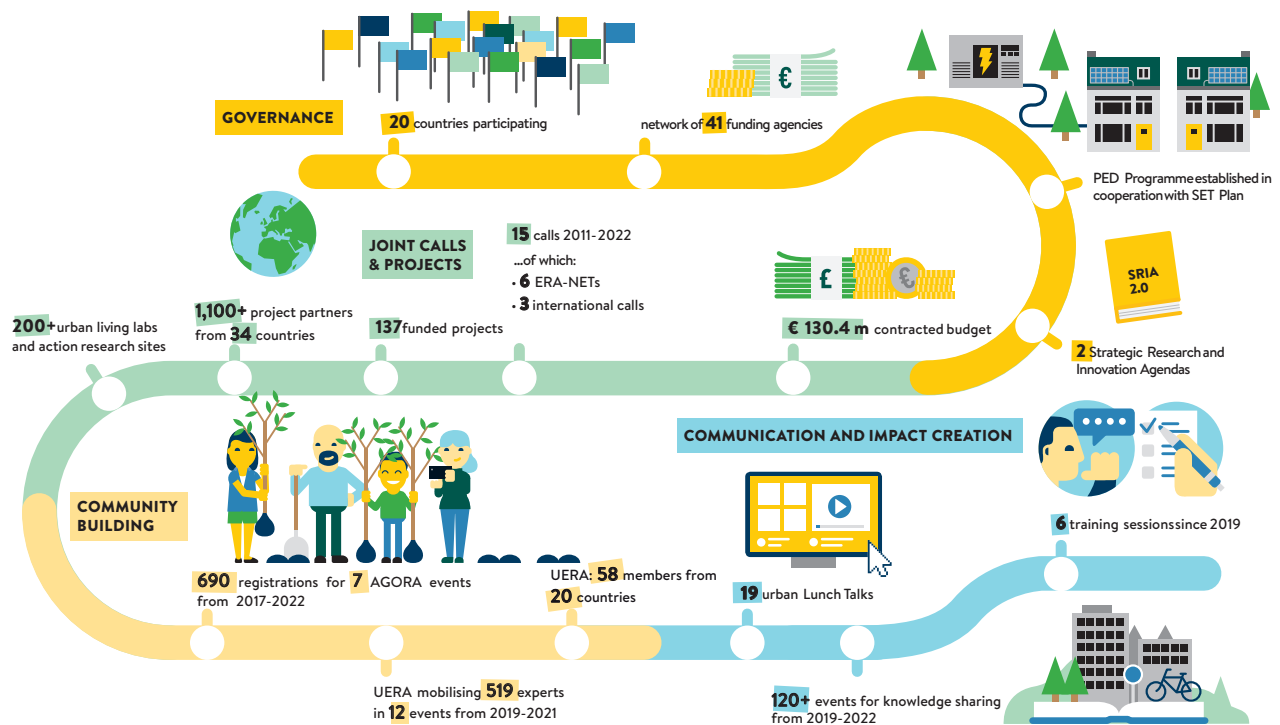 GOVERNANCE
20 countries participating
network of 41 funding agencies
€
PED Programme established in
cooperation with SET Plan
SRIA
2.0
2 Strategic Research and
Innovation Agendas
JOINT CALLS
& PROJECTS
15 calls 2011-2022
...of which:
• 6 ERA-NETs
• 3 international calls
£
€
€ 130.4 m contracted budget
137 funded projects
1,100+ project partners
from 34 countries
200+ urban living labs
and action research sites
COMMUNITY
BUILDING
690 registrations for 7 AGORA events
from 2017-2022
UERA mobilising 519 experts
in 12 events from 2019-2021
UERA: 58 members from
20 countries
COMMUNICATION AND IMPACT CREATION
19 urban Lunch Talks
120+ events for knowledge sharing
from 2019-2022
6 training sessions since 2019